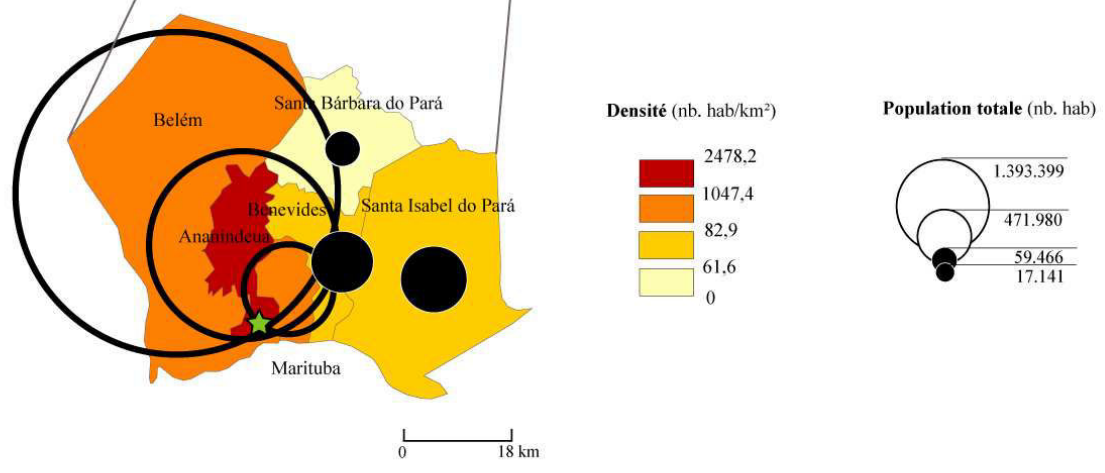 Santa Bárbara do Pará
Belém
Benevides
Santa Isabel do Pará
Ananindeua
Marituba
0 18 km
Densité (nb. hab/km²)
2478,2
1047,4
82,9
61,6
0
Population totale (nb. hab)
1.393.399
471.980
59.466
17.141